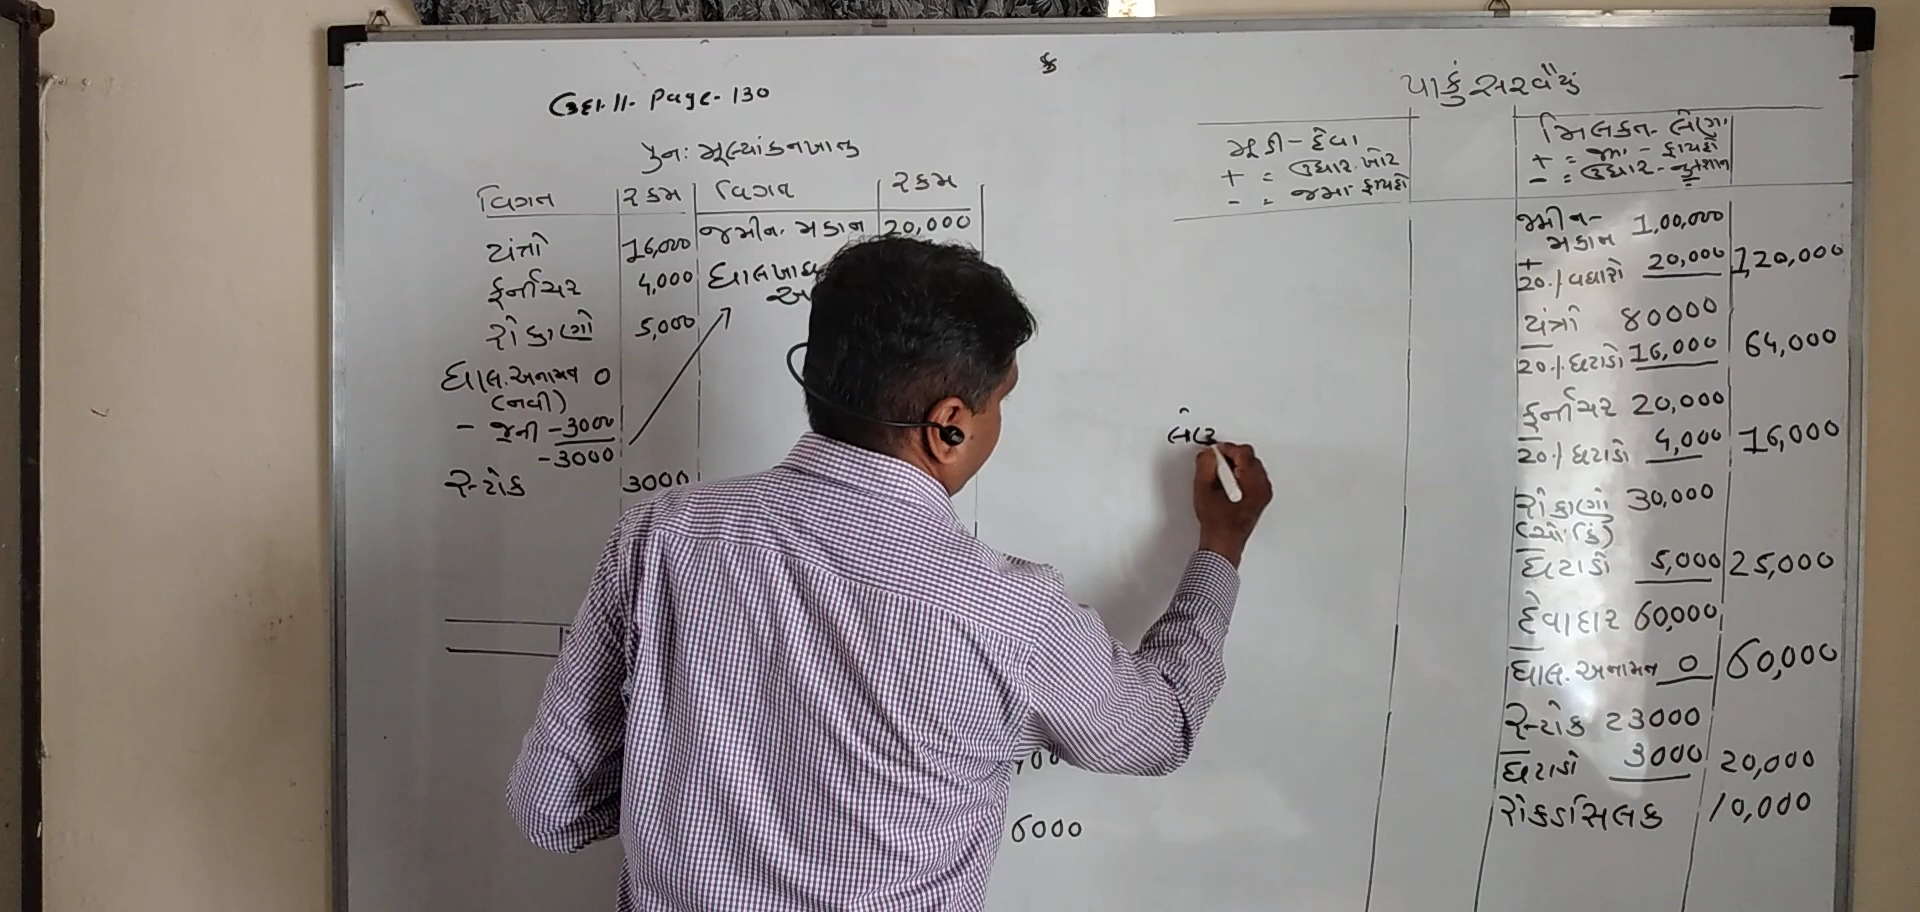 ઉદા.11. Page-130
પુનઃ મૂલ્યાંકનખાતુ
વિગત રકમ વિગત રકમ
યંત્રો 16,000 જમીન-મકાન 20,000
ફર્નીચર 4,000 ઘાલખાધ
રોકાણો 5,000
ઘાલ.અનામત 0
(નવી)
- જૂની -3000
-3000
સ્ટોક 3000
6000
પાકું સરવૈયું
મૂડી-દેવા
+ = ઉધાર.ખોટ
- = જમા.ફાયદો
મિલકત-લેણા
+ = જમા - ફાયદો
- = ઉધાર-નુકશાન
જમીન-
મકાન 1,00,000
+
20% વધારો 20,000 1,20,000
યંત્રો 80000
20% ઘટાડો 16,000 64,000
ફર્નીચર 20,000
20% ઘટાડો 4,000 16,000
રોકાણો 30,000
ઘટાડો 5,000 25,000
દેવાદાર 60,000
ઘાલ.અનામત 0 60,000
સ્ટોક 23000
ઘટાડો 3000 20,000
રોકડસિલક 10,000